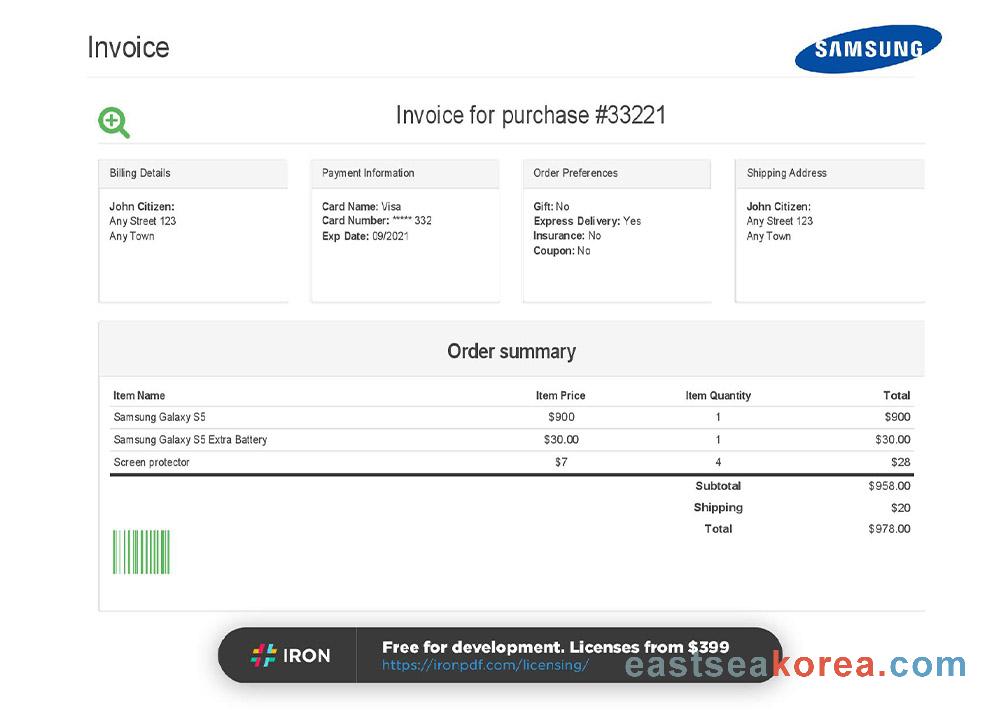 Invoice
SAMSUNG
Invoice for purchase #33221
Billing Details
John Citizen:
Any Street 123
Any Town
Payment Information
Card Name: Visa
Card Number: ***** 332
Exp Date: 09/2021
Order Preferences
Gift: No
Express Delivery: Yes
Insurance: No
Coupon: No
Shipping Address
John Citizen:
Any Street 123
Any Town
Order summary
Item Name Item Price Item Quantity Total
Samsung Galaxy S5 $900 1 $900
Samsung Galaxy S5 Extra Battery $30.00 1 $30.00
Screen protector $7 4 $28
Subtotal $958.00
Shipping $20
Total $978.00
IRON
Free for development. Licenses from $399
https://ironpdf.com/licensing/
eastseakorea.com